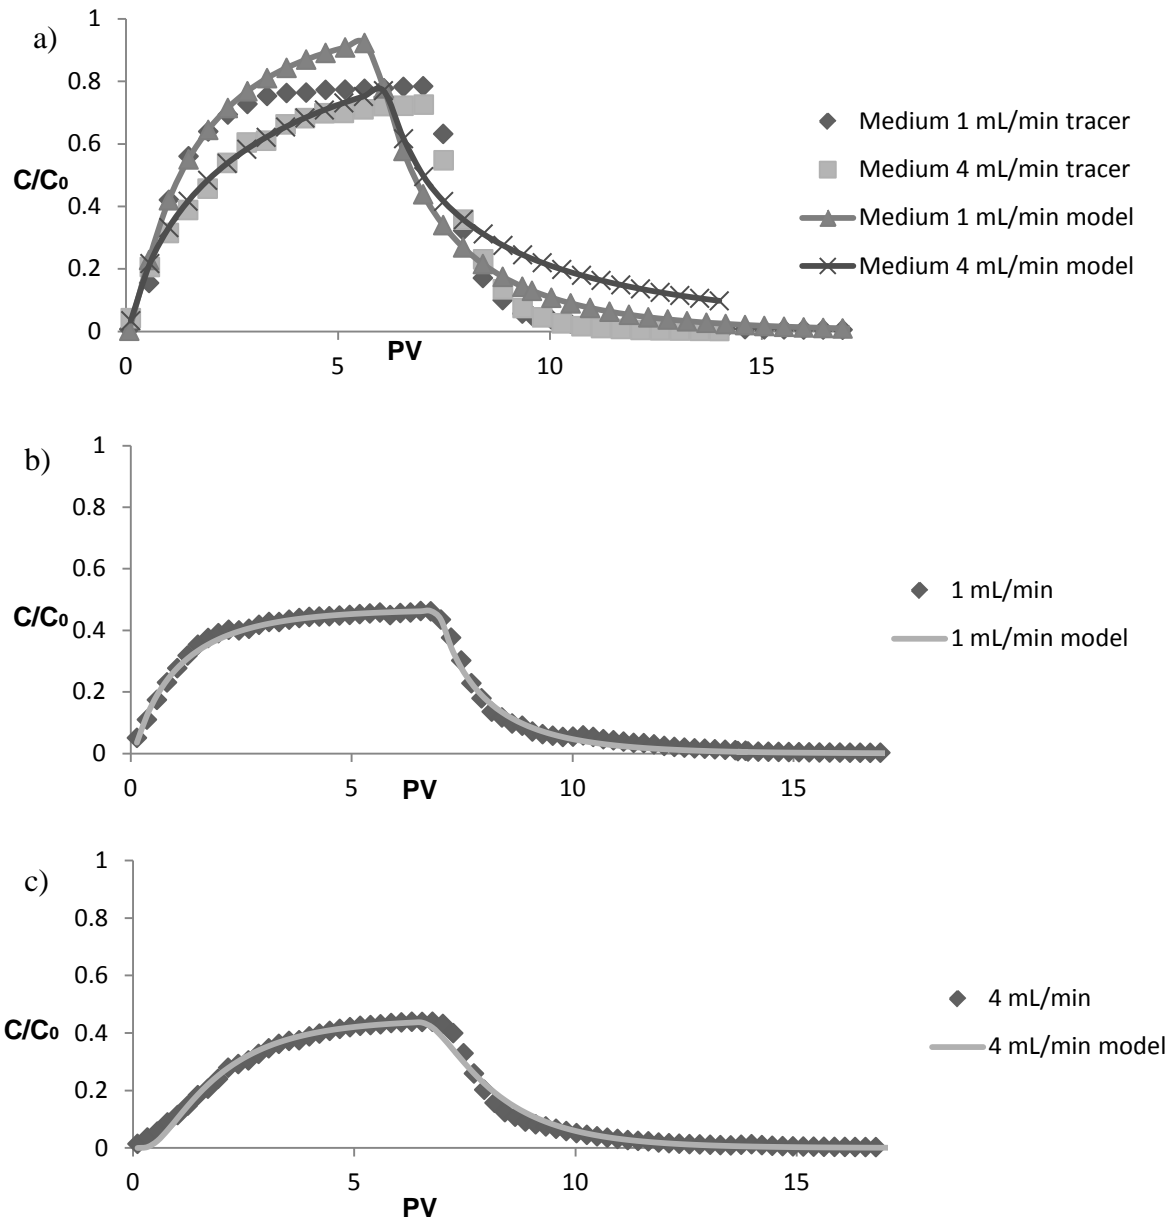 a)
1
0.8
0.6
C/C0
0.4
0.2
0
0
5
10
15
PV
Medium 1 mL/min tracer
Medium 4 mL/min tracer
Medium 1 mL/min model
Medium 4 mL/min model
b)
1
0.8
0.6
C/C0
0.4
0.2
0
0
5
10
15
PV
1 mL/min
1 mL/min model
c)
1
0.8
0.6
C/C0
0.4
0.2
0
0
5
10
15
PV
4 mL/min
4 mL/min model